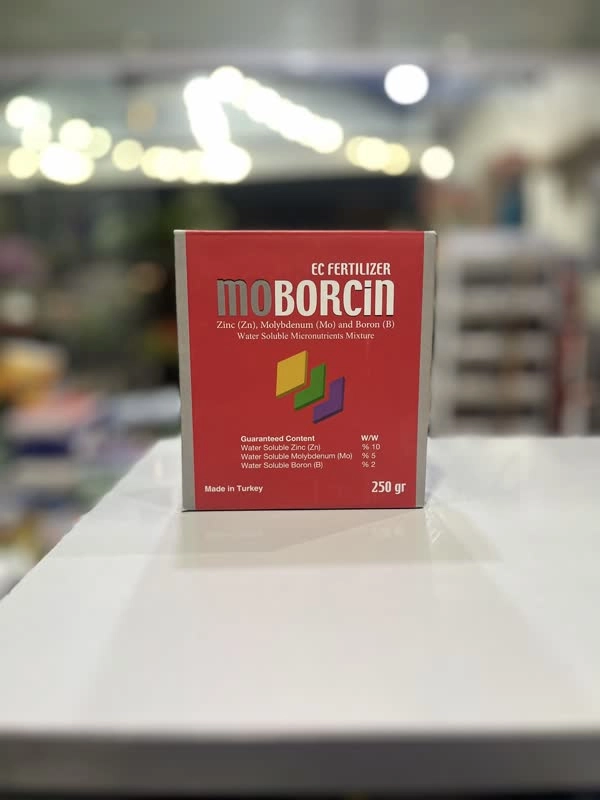 EC FERTILIZER
moBORCin
Zinc (Zn), Molybdenum (Mo) and Boron (B)
Water Soluble Micronutrients Mixture
Guaranteed Content W/W
Water Soluble Zinc (Zn) % 10
Water Soluble Molybdenum (Mo) % 5
Water Soluble Boron (B) % 2
Made in Turkey 250 gr